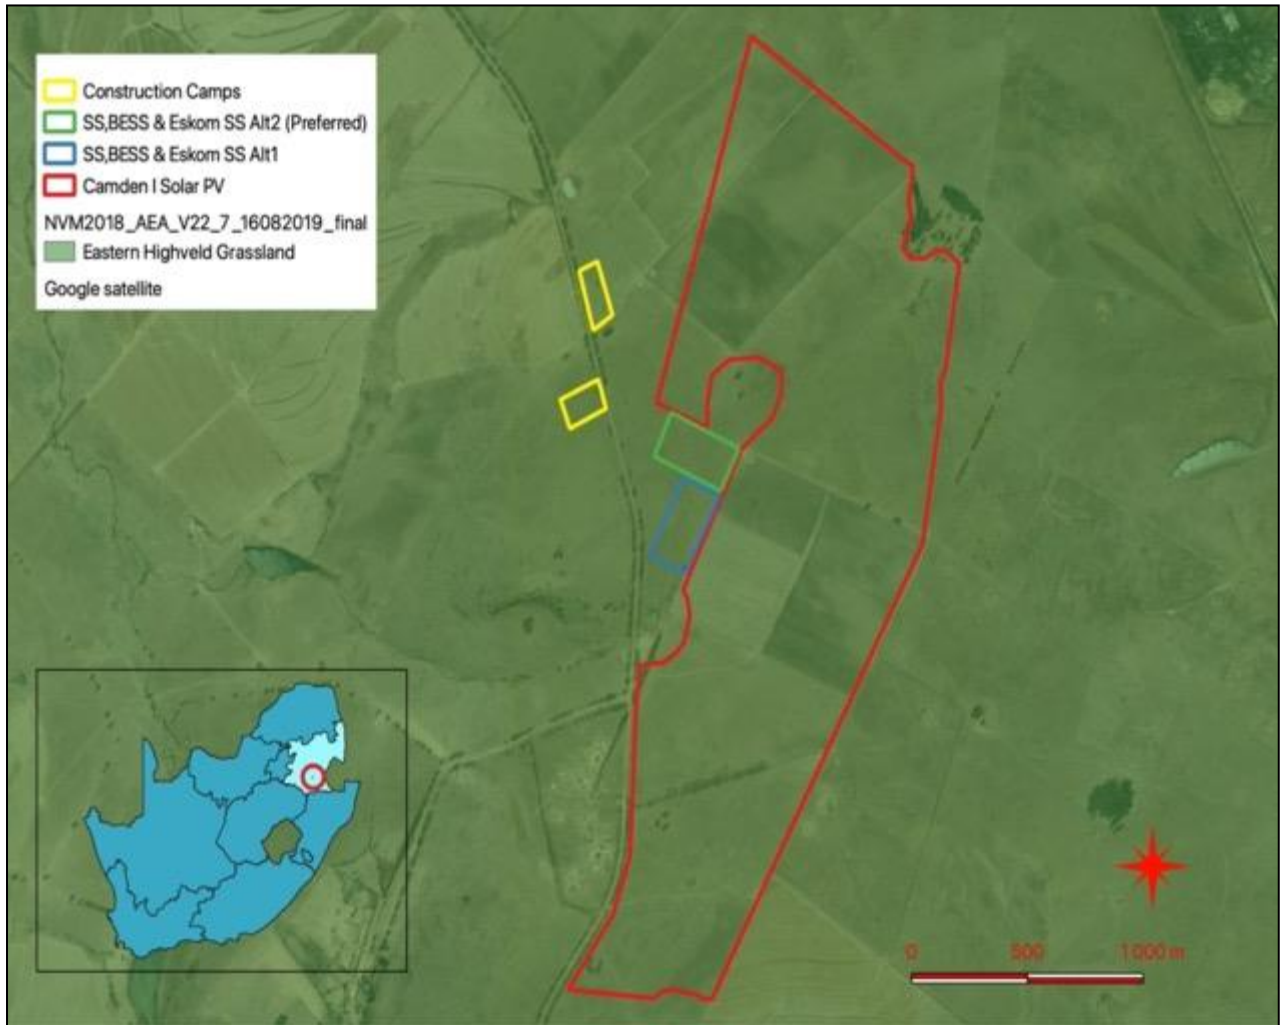 Construction Camps
SS,BESS & Eskom SS Alt2 (Preferred)
SS,BESS & Eskom SS Alt1
Camden I Solar PV
NVM2018_AEA_V22_7_16082019_final
Eastern Highveld Grassland
Google satellite
0 500 1000 m